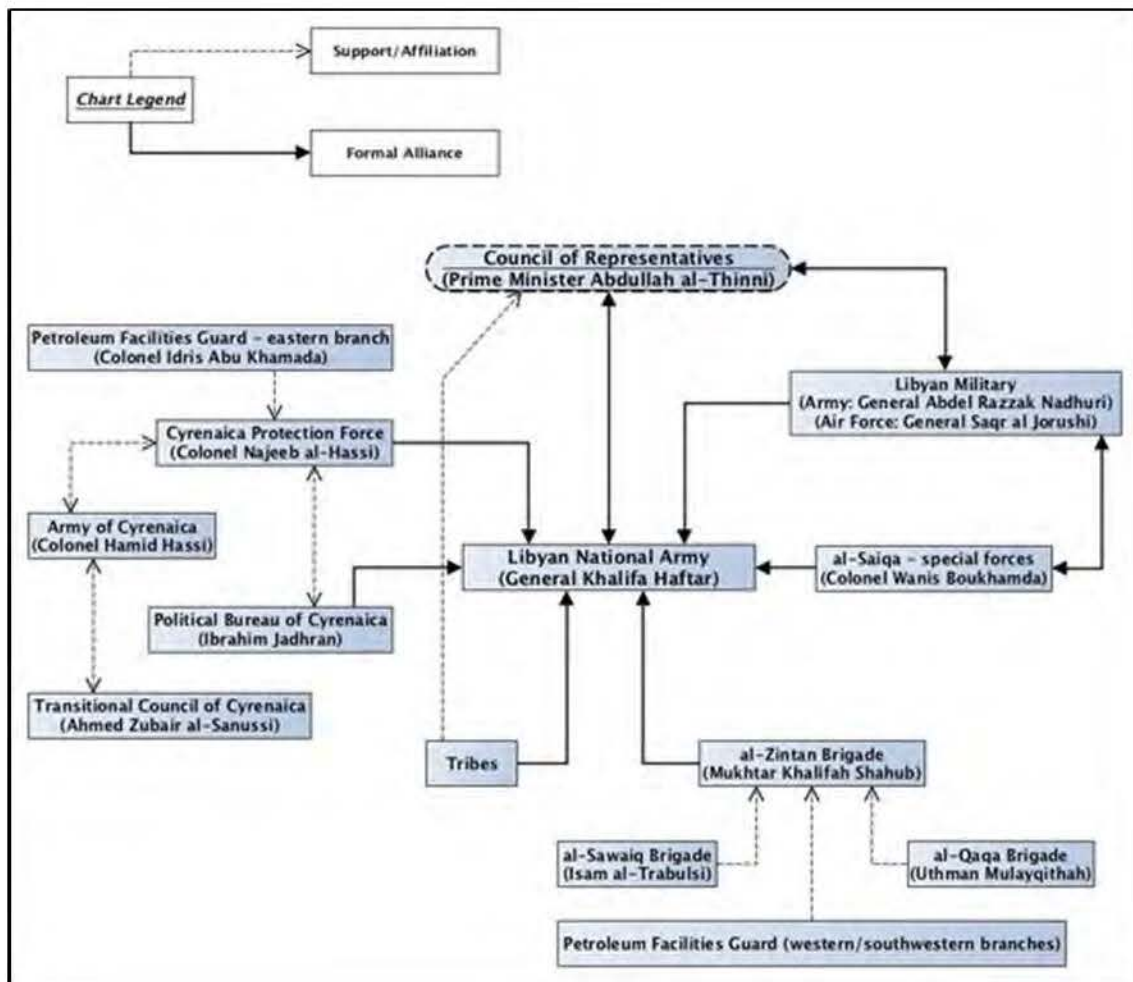 Support/Affiliation
Chart Legend
Formal Alliance
Council of Representatives
(Prime Minister Abdullah al-Thinni)
Petroleum Facilities Guard - eastern branch
(Colonel Idris Abu Khamada)
Libyan Military
(Army: General Abdel Razzak Nadhuri)
(Air Force: General Saqr al Jorushi)
Cyrenaica Protection Force
(Colonel Najeeb al-Hassi)
Army of Cyrenaica
(Colonel Hamid Hassi)
Libyan National Army
(General Khalifa Haftar)
al-Saiqa - special forces
(Colonel Wanis Boukhamda)
Political Bureau of Cyrenaica
(Ibrahim Jadhran)
Transitional Council of Cyrenaica
(Ahmed Zubair al-Sanussi)
Tribes
al-Zintan Brigade
(Mukhtar Khalifah Shahub)
al-Sawaiq Brigade
(Isam al-Trabulsi)
al-Qaqa Brigade
(Uthman Mulayqithah)
Petroleum Facilities Guard (western/southwestern branches)